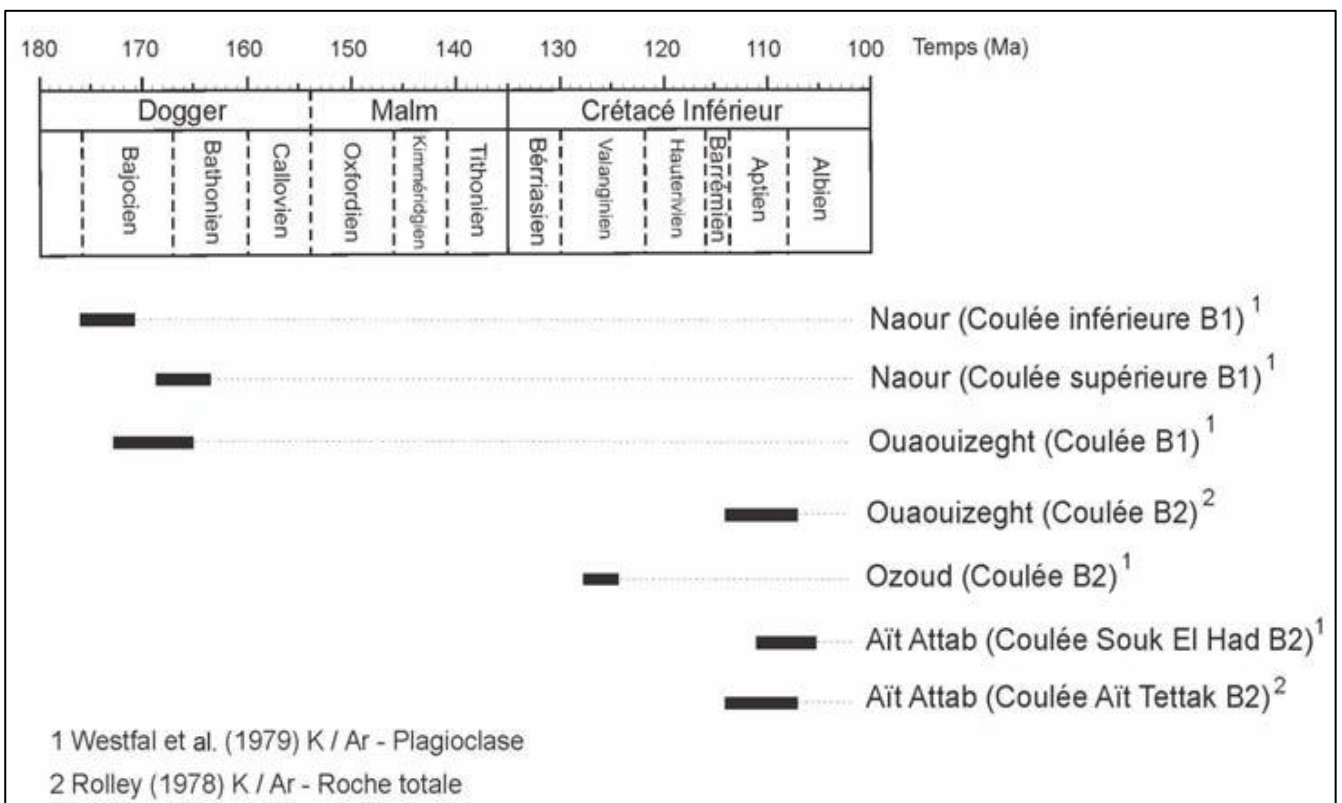 180 170 160 150 140 130 120 110 100 Temps (Ma)
Dogger Malm Crétacé Inférieur
Bajocien Bathonien Callovien Oxfordien Kimméridgien Tithonien Bérriasien Valanginien Hauterivien Barrémien Aptien Albien
Naour (Coulée inférieure B1) 1
Naour (Coulée supérieure B1) 1
Ouaouizeght (Coulée B1) 1
Ouaouizeght (Coulée B2) 2
Ozoud (Coulée B2) 1
Aït Attab (Coulée Souk El Had B2) 1
Aït Attab (Coulée Aït Tettak B2) 2
1 Westfal et al. (1979) K / Ar - Plagioclase
2 Rolley (1978) K / Ar - Roche totale